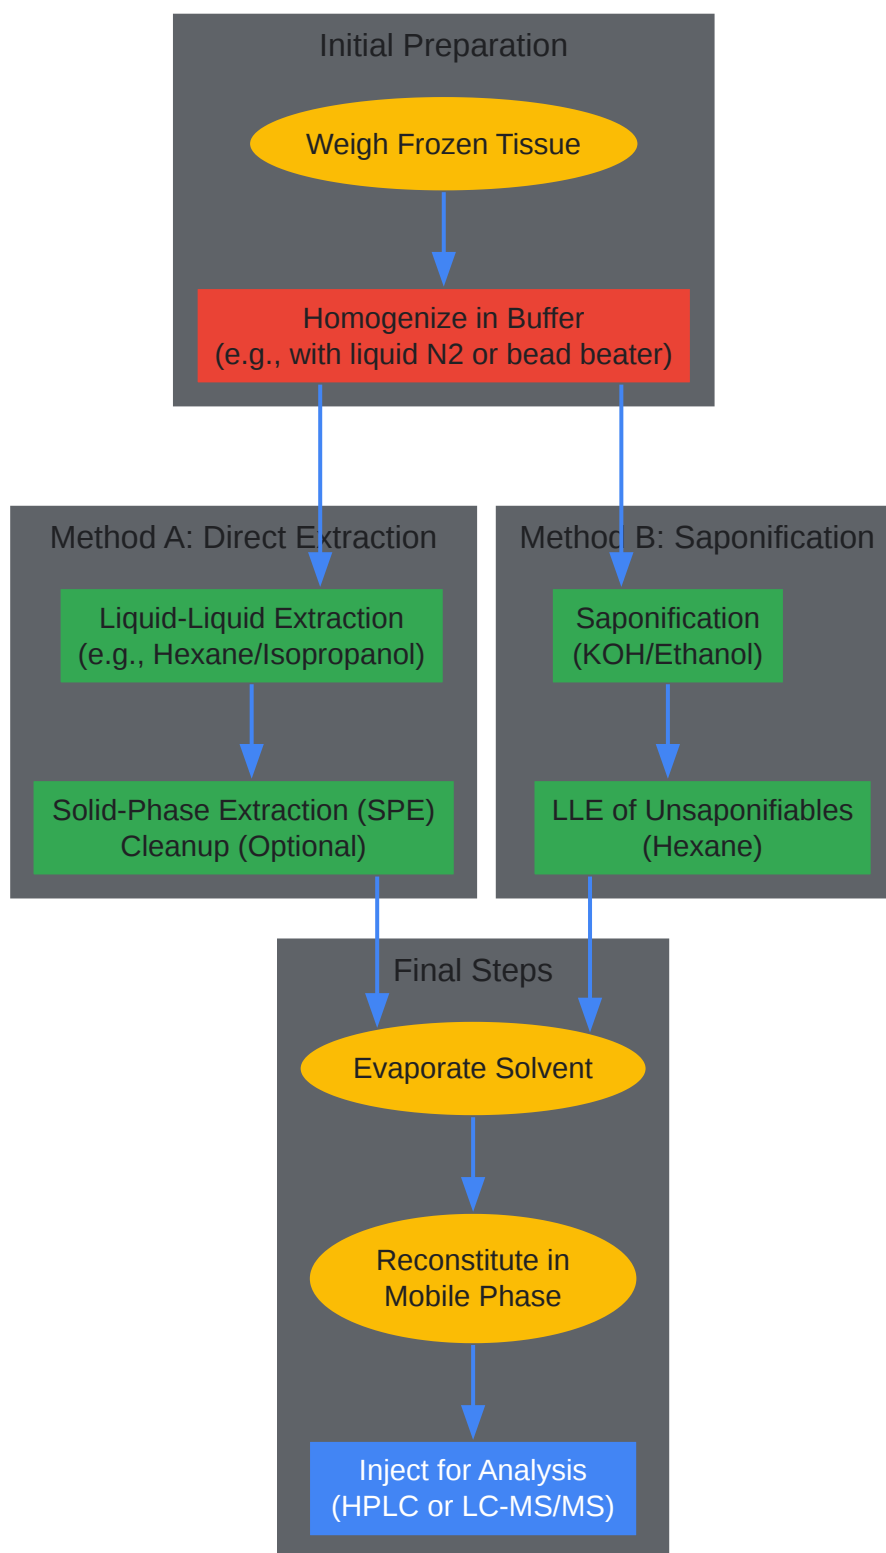 Initial Preparation
Weigh Frozen Tissue
Homogenize in Buffer
(e.g., with liquid N2 or bead beater)
Method A: Direct Extraction
Liquid-Liquid Extraction
(e.g., Hexane/Isopropanol)
Solid-Phase Extraction (SPE)
Cleanup (Optional)
Method B: Saponification
Saponification
(KOH/Ethanol)
LLE of Unsaponifiables
(Hexane)
Final Steps
Evaporate Solvent
Reconstitute in
Mobile Phase
Inject for Analysis
(HPLC or LC-MS/MS)